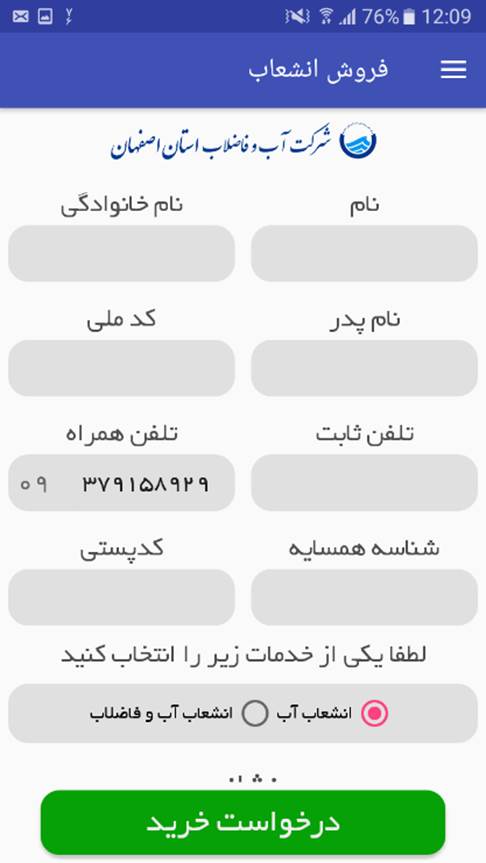 76% 12:09
فروش انشعاب
شرکت آب و فاضلاب استان اصفهان
نام
نام خانوادگی
نام پدر
کد ملی
تلفن ثابت
تلفن همراه
۰۹ ۳۷۹۱۵۸۹۲۹
شناسه همسایه
کدپستی
لطفا یکی از خدمات زیر را انتخاب کنید
انشعاب آب
انشعاب آب و فاضلاب
درخواست خرید